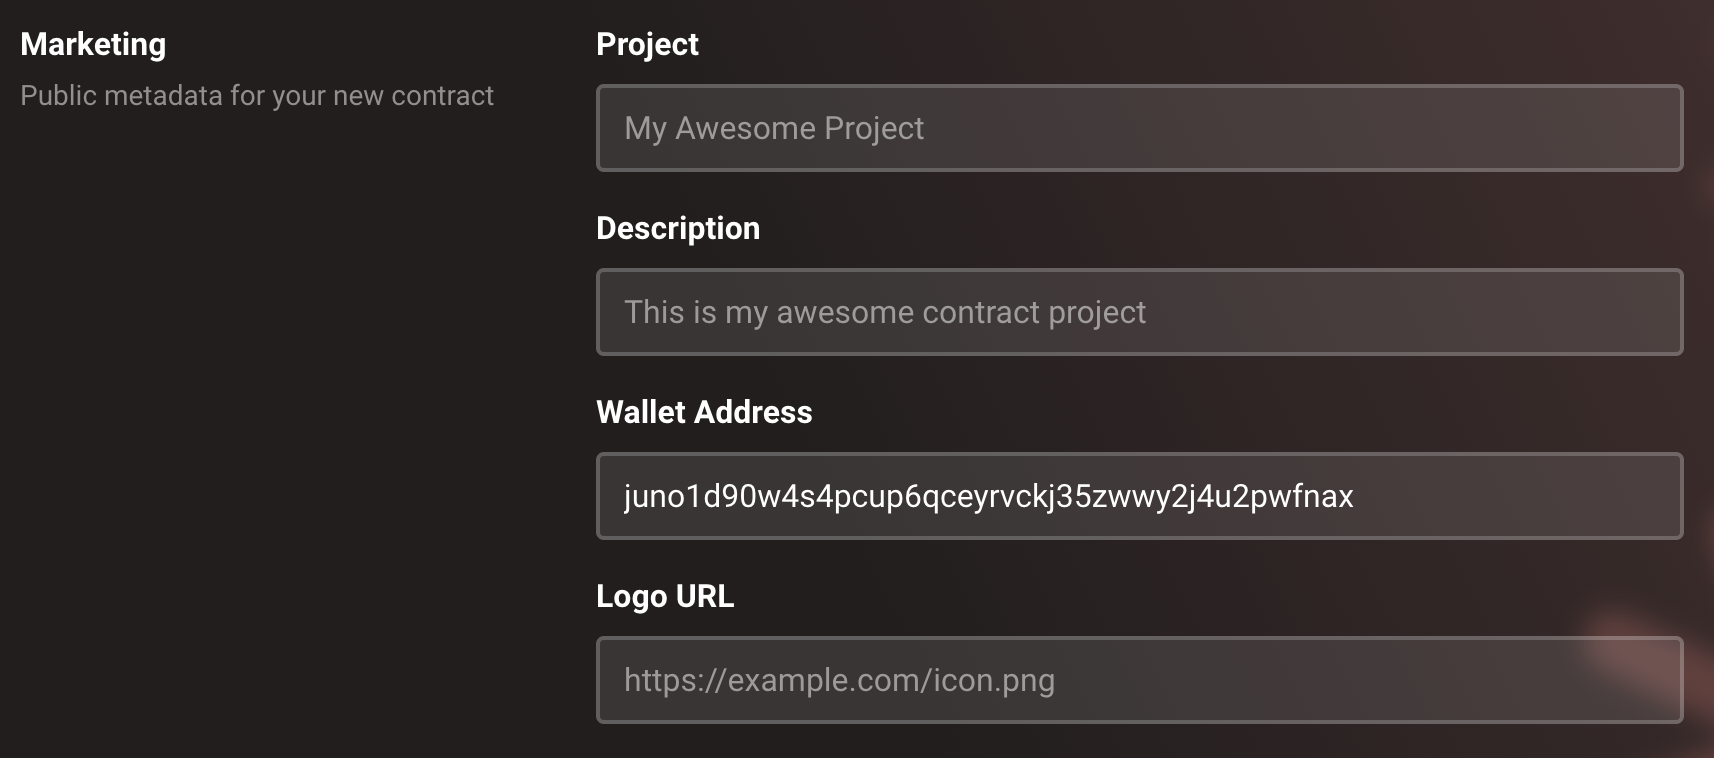 Marketing
Public metadata for your new contract
Project
My Awesome Project
Description
This is my awesome contract project
Wallet Address
juno1d90w4s4pcup6qceyrvckj35zwwy2j4u2pwfnax
Logo URL
https://example.com/icon.png